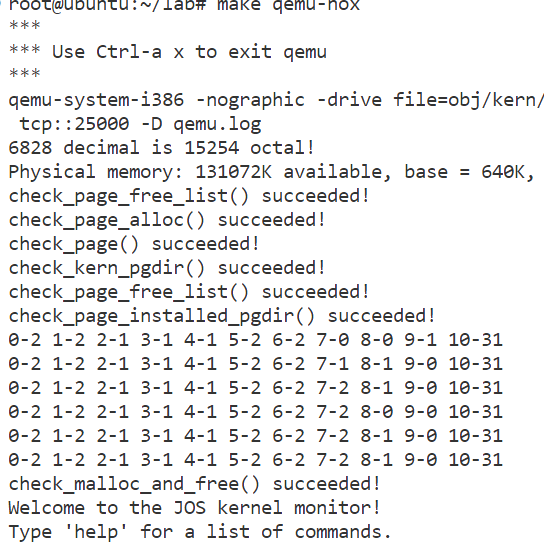 root@ubuntu:~/lab# make qemu-nox
***
*** Use Ctrl-a x to exit qemu
***
qemu-system-i386 -nographic -drive file=obj/kern/
tcp::25000 -D qemu.log
6828 decimal is 15254 octal!
Physical memory: 131072K available, base = 640K,
check_page_free_list() succeeded!
check_page_alloc() succeeded!
check_page() succeeded!
check_kern_pgdir() succeeded!
check_page_free_list() succeeded!
check_page_installed_pgdir() succeeded!
0-2 1-2 2-1 3-1 4-1 5-2 6-2 7-0 8-0 9-1 10-31
0-2 1-2 2-1 3-1 4-1 5-2 6-2 7-1 8-1 9-0 10-31
0-2 1-2 2-1 3-1 4-1 5-2 6-2 7-2 8-1 9-0 10-31
0-2 1-2 2-1 3-1 4-1 5-2 6-2 7-2 8-0 9-0 10-31
0-2 1-2 2-1 3-1 4-1 5-2 6-2 7-2 8-1 9-0 10-31
0-2 1-2 2-1 3-1 4-1 5-2 6-2 7-2 8-1 9-0 10-31
check_malloc_and_free() succeeded!
Welcome to the JOS kernel monitor!
Type 'help' for a list of commands.